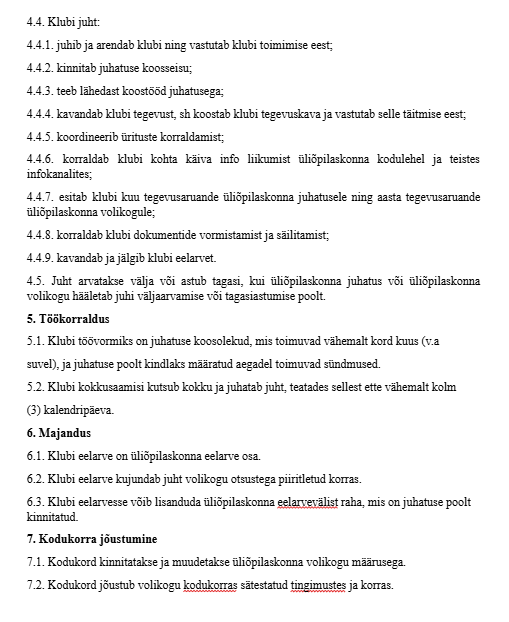 4.4. Klubi juht:
4.4.1. juhib ja arendab klubi ning vastutab klubi toimimise eest;
4.4.2. kinnitab juhatuse koosseisu;
4.4.3. teeb lähedast koostööd juhatusega;
4.4.4. kavandab klubi tegevust, sh koostab klubi tegevuskava ja vastutab selle täitmise eest;
4.4.5. koordineerib ürituste korraldamist;
4.4.6. korraldab klubi kohta käiva info liikumist üliõpilaskonna kodulehel ja teistes
infokanalites;
4.4.7. esitab klubi kuu tegevusaruande üliõpilaskonna juhatusele ning aasta tegevusaruande
üliõpilaskonna volikogule;
4.4.8. korraldab klubi dokumentide vormistamist ja säilitamist;
4.4.9. kavandab ja jälgib klubi eelarvet.
4.5. Juht arvatakse välja või astub tagasi, kui üliõpilaskonna juhatus või üliõpilaskonna
volikogu hääletab juhi väljaarvamise või tagasiastumise poolt.
5. Töökorraldus
5.1. Klubi töövormiks on juhatuse koosolekud, mis toimuvad vähemalt kord kuus (v.a
suvel), ja juhatuse poolt kindlaks määratud aegadel toimuvad sündmused.
5.2. Klubi kokkusaamisi kutsub kokku ja juhatab juht, teatades sellest ette vähemalt kolm
(3) kalendripäeva.
6. Majandus
6.1. Klubi eelarve on üliõpilaskonna eelarve osa.
6.2. Klubi eelarve kujundab juht volikogu otsustega piiritletud korras.
6.3. Klubi eelarvesse võib lisanduda üliõpilaskonna eelarvevälist raha, mis on juhatuse poolt
kinnitatud.
7. Kodukorra jõustumine
7.1. Kodukord kinnitatakse ja muudetakse üliõpilaskonna volikogu määrusega.
7.2. Kodukord jõustub volikogu kodukorras sätestatud tingimustes ja korras.